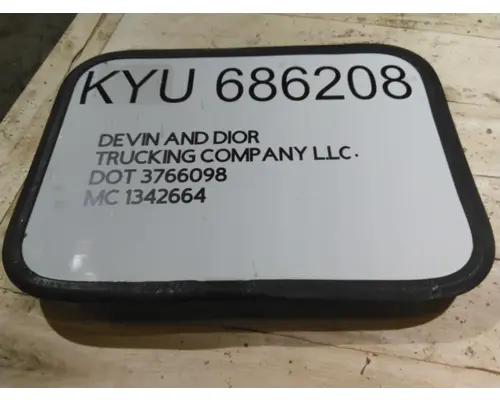 KYU 686208
DEVIN AND DIOR
TRUCKING COMPANY L.L.C.
DOT 3766098
MC 1342664